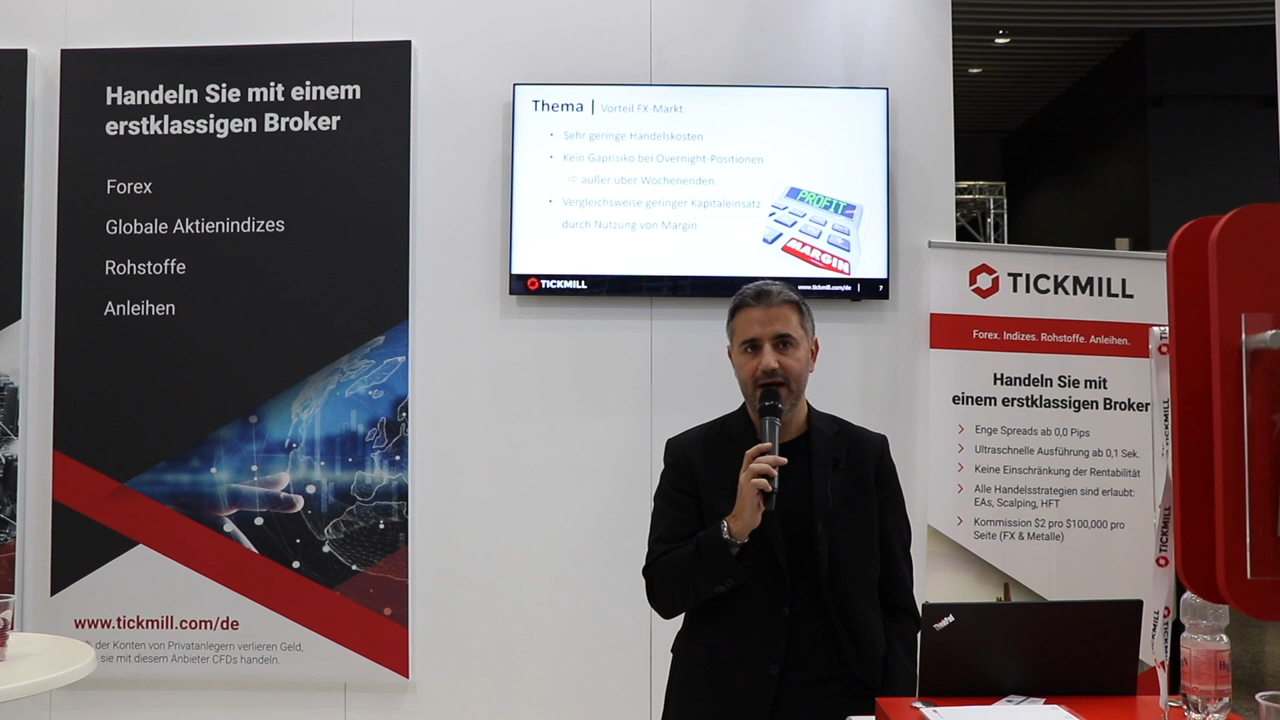 Handeln Sie mit einem
erstklassigen Broker
Forex
Globale Aktienindizes
Rohstoffe
Anleihen
www.tickmill.com/de
der Konten von Privatanlegern verlieren Geld,
sie mit diesem Anbieter CFDs handeln.
Thema | Vorteil FX-Markt
• Sehr geringe Handelskosten
• Kein Gaprisiko bei Overnight-Positionen
⇨ außer über Wochenenden
• Vergleichsweise geringer Kapitaleinsatz
durch Nutzung von Margin
PROFIT
MARGIN
TICKMILL
www.tickmill.com/de | 7
TICKMILL
Forex. Indizes. Rohstoffe. Anleihen.
Handeln Sie mit
einem erstklassigen Broker
Enge Spreads ab 0,0 Pips
Ultraschnelle Ausführung ab 0,1 Sek.
Keine Einschränkung der Rentabilität
Alle Handelsstrategien sind erlaubt:
EAs, Scalping, HFT
Kommission $2 pro $100,000 pro
Seite (FX & Metalle)
TICKMILL
TICKMILL
ThinkPad